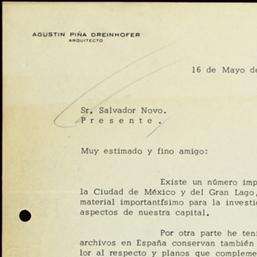 AGUSTIN PIÑA DREINHOFER
ARQUITECTO
16 de Mayo de
Sr. Salvador Novo.
P r e s e n t e .
Muy estimado y fino amigo:
Existe un número imp
la Ciudad de México y del Gran Lago,
material importantísimo para la investi
aspectos de nuestra capital.
Por otra parte he teni
archivos en España conservan también
lor al respecto y planos que compleme